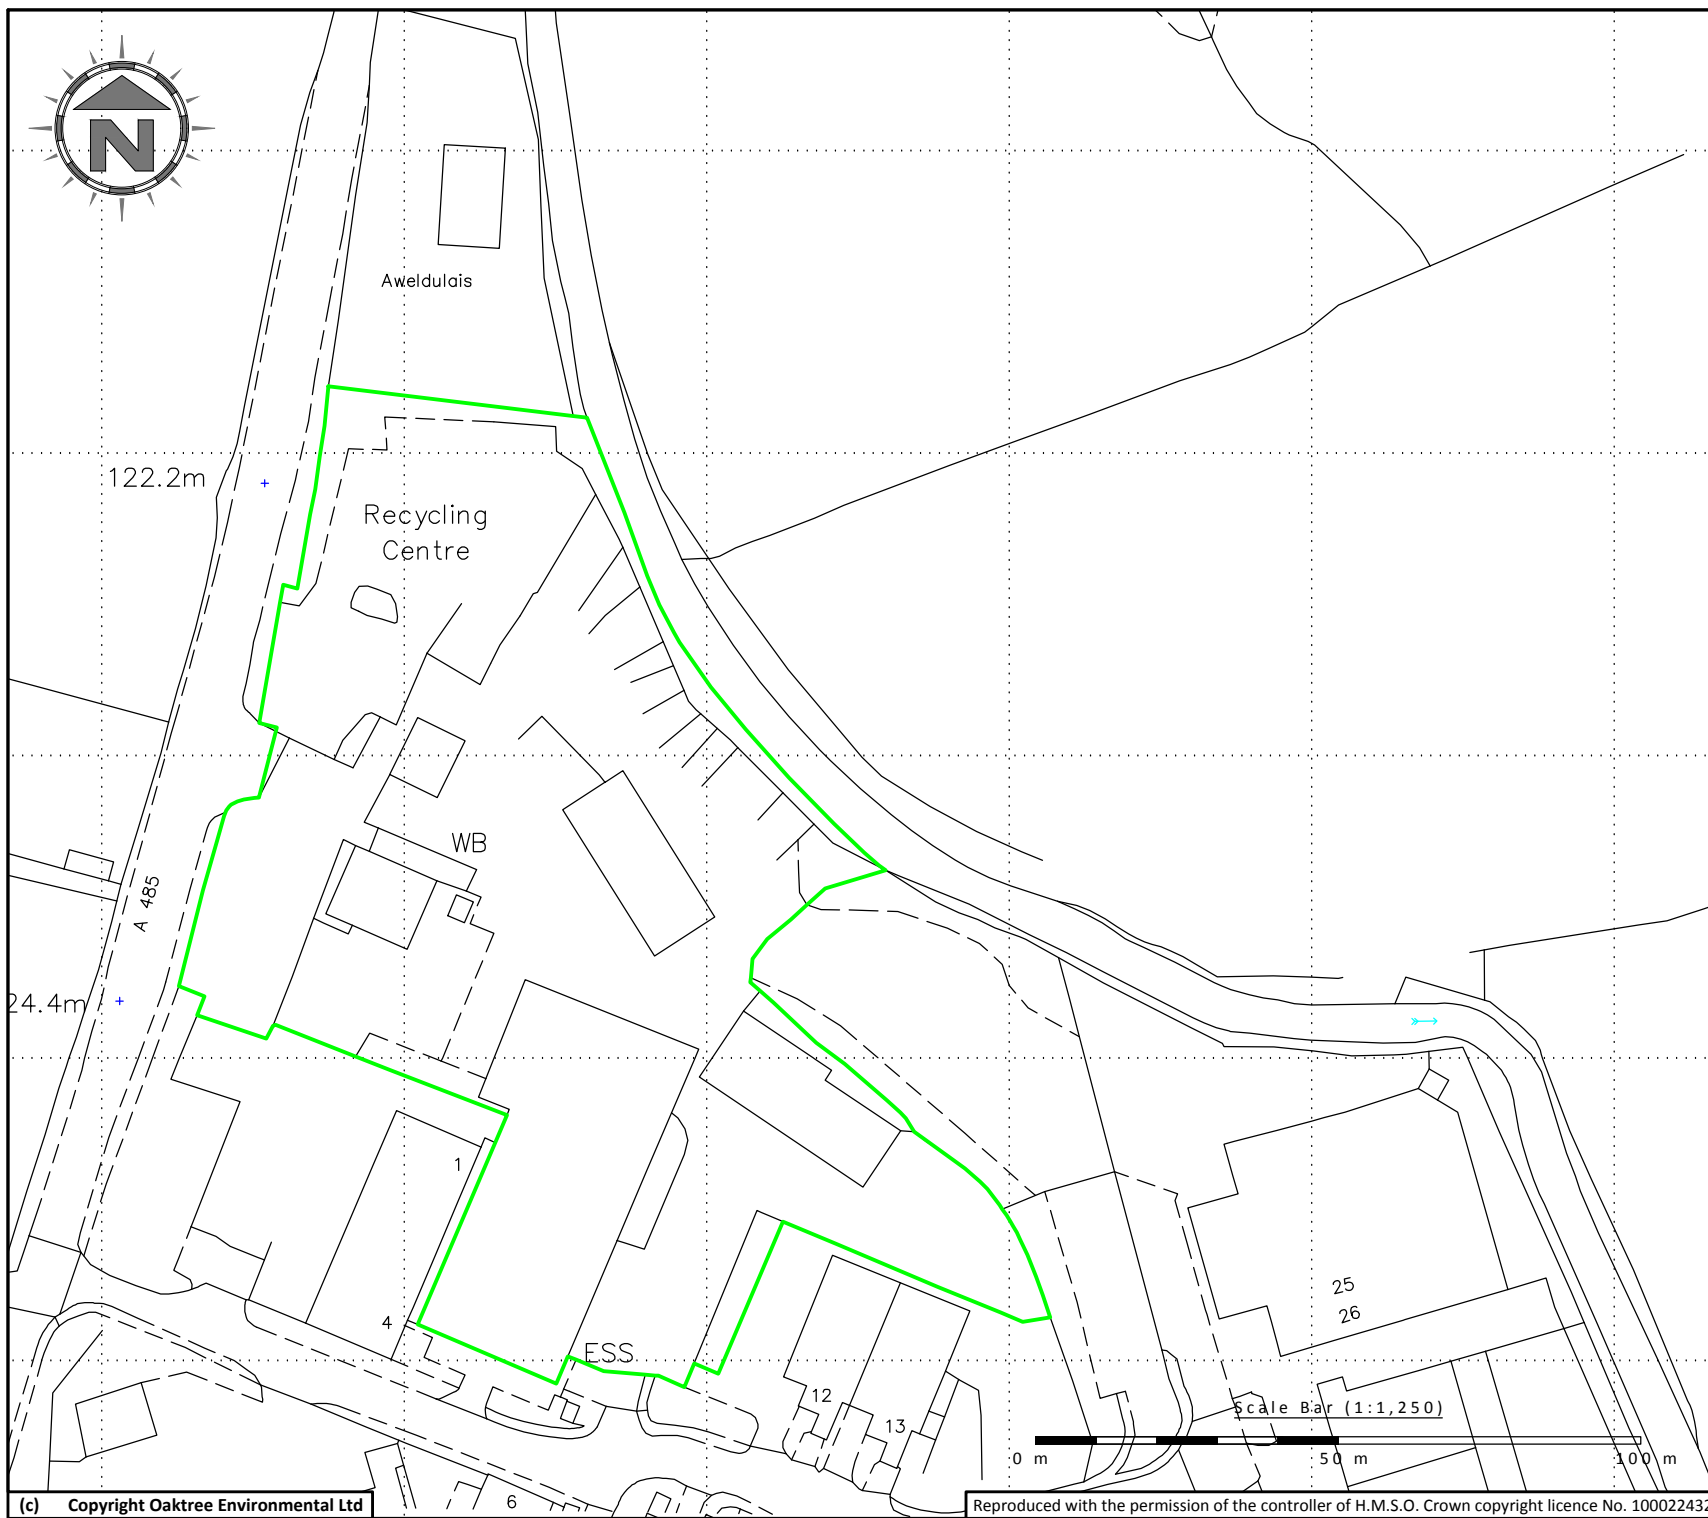 N
Aweldulais
122.2m
Recycling
Centre
WB
A 485
24.4m
1
4
ESS
12
13
25
26
6
Scale Bar (1:1,250)
0 m
50 m
100 m
(c) Copyright Oaktree Environmental Ltd
Reproduced with the permission of the controller of H.M.S.O. Crown copyright licence No. 100022432